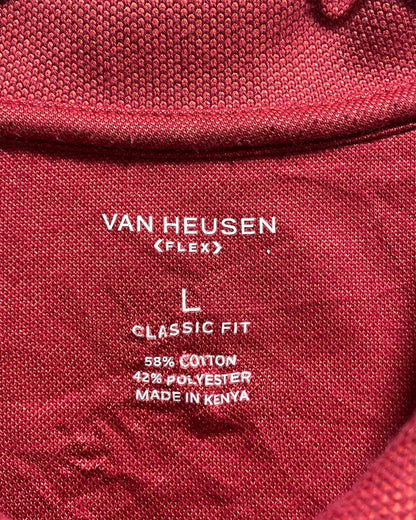 VAN HEUSEN
<FLEX>
L
CLASSIC FIT
58% COTTON
42% POLYESTER
MADE IN KENYA